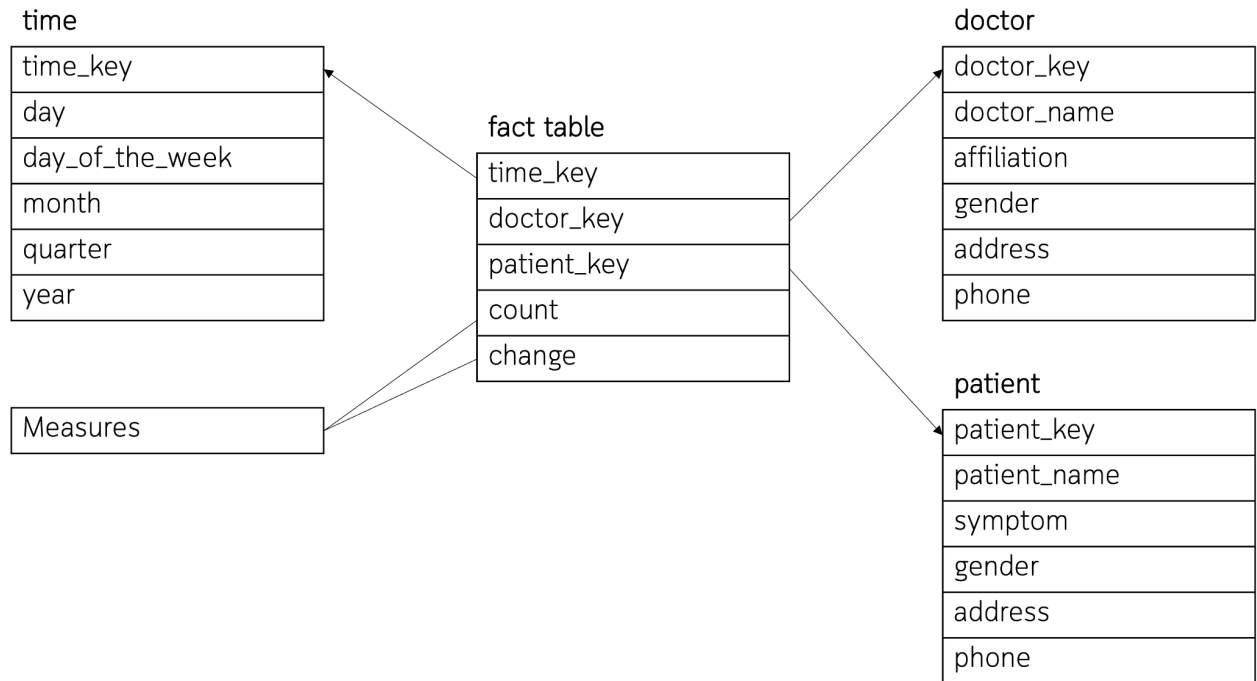 time
time_key
day
day_of_the_week
month
quarter
year
Measures
fact table
time_key
doctor_key
patient_key
count
change
doctor
doctor_key
doctor_name
affiliation
gender
address
phone
patient
patient_key
patient_name
symptom
gender
address
phone